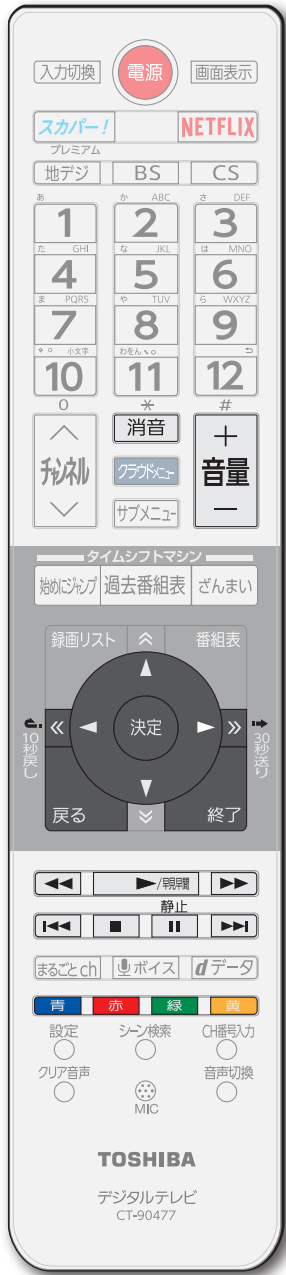 入力切換 電源 画面表示
スカパー! NETFLIX
プレミアム
地デジ BS CS
あ か ABC さ DEF
1 2 3
た GHI な JKL は MNO
4 5 6
ま PQRS や TUV ら WXYZ
7 8 9
゛゜ 小文字 わをん、。
10 11 12
0 * #
チャンネル 消音 + 音量 −
クラウドメニュー
サブメニュー
タイムシフトマシン
始めにジャンプ 過去番組表 ざんまい
録画リスト 番組表
10秒戻し 決定 30秒送り
戻る 終了
静止
まるごとch ボイス dデータ
青 赤 緑 黄
設定 シーン検索 CH番号入力
クリア音声 音声切換
MIC
TOSHIBA
デジタルテレビ
CT-90477